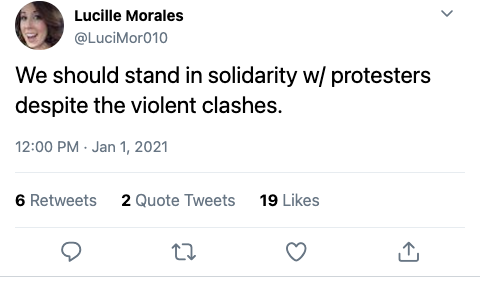 Lucille Morales
@LuciMor010
We should stand in solidarity w/ protesters
despite the violent clashes.
12:00 PM · Jan 1, 2021
6 Retweets 2 Quote Tweets 19 Likes